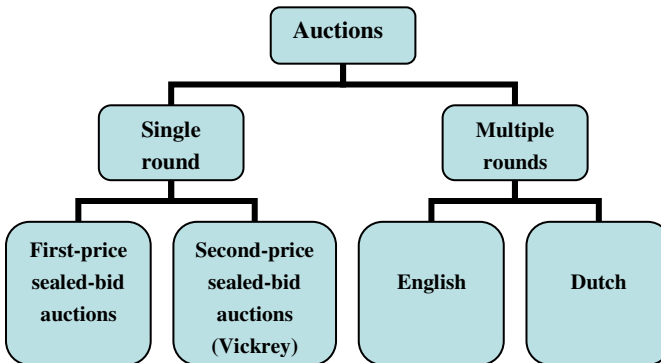 Auctions
Single
round
Multiple
rounds
First-price
sealed-bid
auctions
Second-price
sealed-bid
auctions
(Vickrey)
English
Dutch